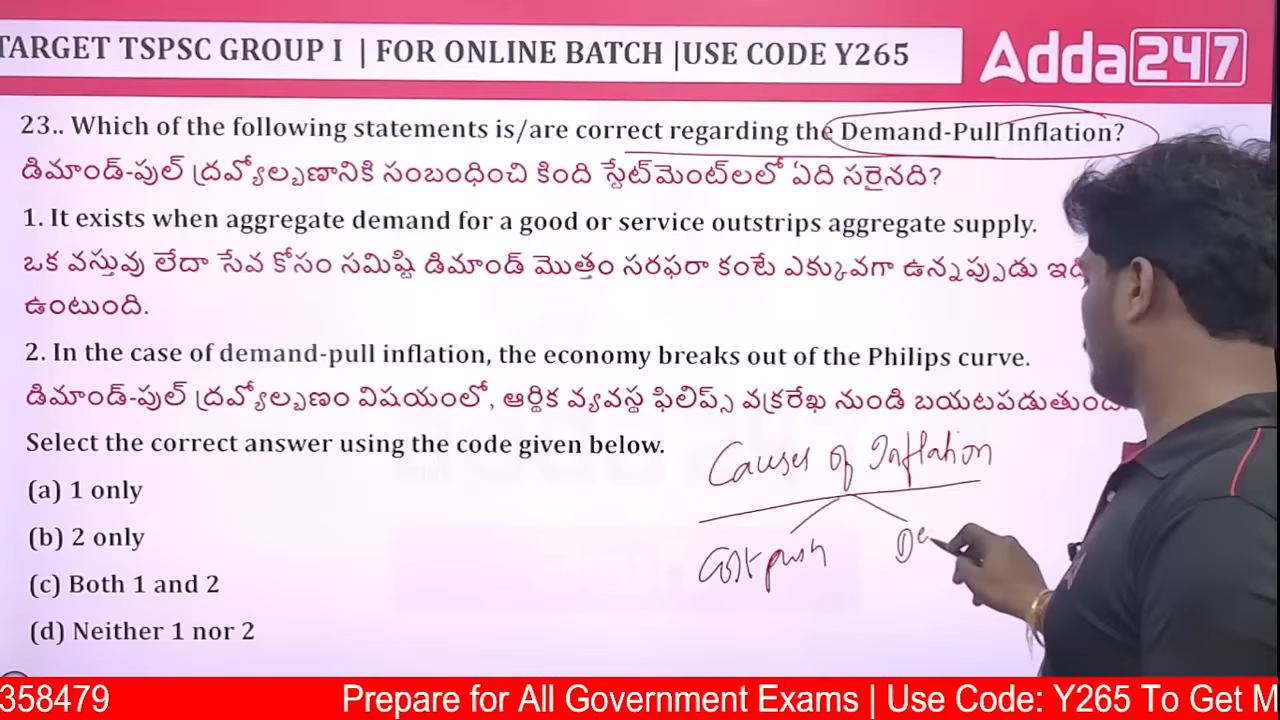 TARGET TSPSC GROUP I | FOR ONLINE BATCH |USE CODE Y265
Adda247
23.. Which of the following statements is/are correct regarding the Demand-Pull Inflation?
డిమాండ్-పుల్ ద్రవ్యోల్బణానికి సంబంధించి కింది స్టేట్‌మెంట్‌లలో ఏది సరైనది?
1. It exists when aggregate demand for a good or service outstrips aggregate supply.
ఒక వస్తువు లేదా సేవ కోసం సమిష్టి డిమాండ్ మొత్తం సరఫరా కంటే ఎక్కువగా ఉన్నప్పుడు
ఉంటుంది.
2. In the case of demand-pull inflation, the economy breaks out of the Philips curve.
డిమాండ్-పుల్ ద్రవ్యోల్బణం విషయంలో, ఆర్థిక వ్యవస్థ ఫిలిప్స్ వక్రరేఖ నుండి బయటపడుతుంది.
Select the correct answer using the code given below.
Causes of Inflation
(a) 1 only
(b) 2 only
Cost push De
(c) Both 1 and 2
(d) Neither 1 nor 2
358479 Prepare for All Government Exams | Use Code: Y265 To Get M